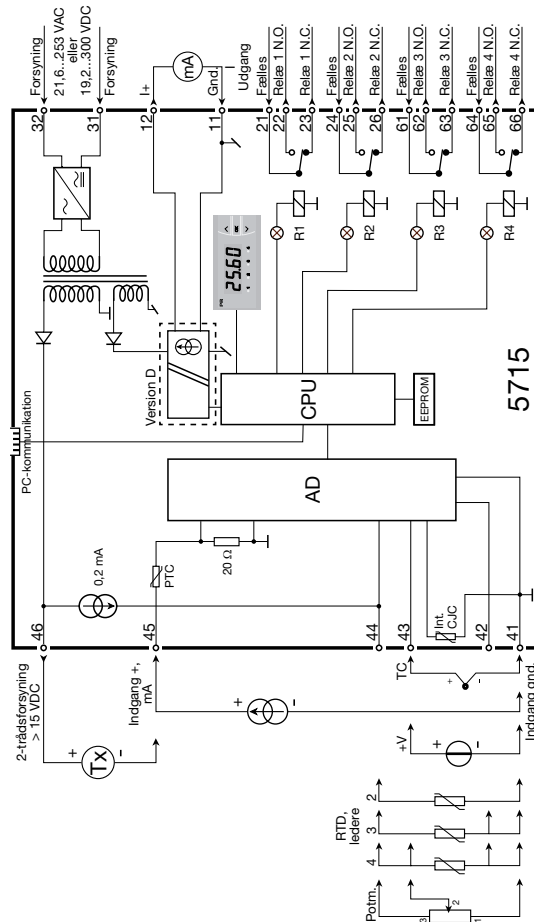 Forsyning
21,6...253 VAC
eller
19,2...300 VDC
Forsyning
I+
mA
Gnd.
I
Udgang
Fælles
Relæ 1 N.O.
Relæ 1 N.C.
Fælles
Relæ 2 N.O.
Relæ 2 N.C.
Fælles
Relæ 3 N.O.
Relæ 3 N.C.
Fælles
Relæ 4 N.O.
Relæ 4 N.C.
32
31
12
11
21
22
23
24
25
26
61
62
63
64
65
66
R1
R2
R3
R4
PR
25.60
OK
Version D
PC-kommunikation
CPU
EEPROM
5715
AD
0,2 mA
PTC
20 Ω
Int.
CJC
46
45
44
43
42
41
2-trådsforsyning
> 15 VDC
Indgang +,
mA
TC
+
-
Indgang gnd.
+
Tx
-
+
-
+V
+
-
RTD,
ledere
2
3
4
Potm.
3
2
1